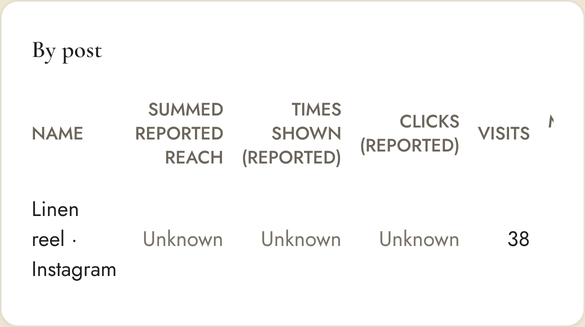 By post
NAME
SUMMED
REPORTED
REACH
TIMES
SHOWN
(REPORTED)
CLICKS
(REPORTED)
VISITS
Linen
reel ·
Instagram
Unknown
Unknown
Unknown
38